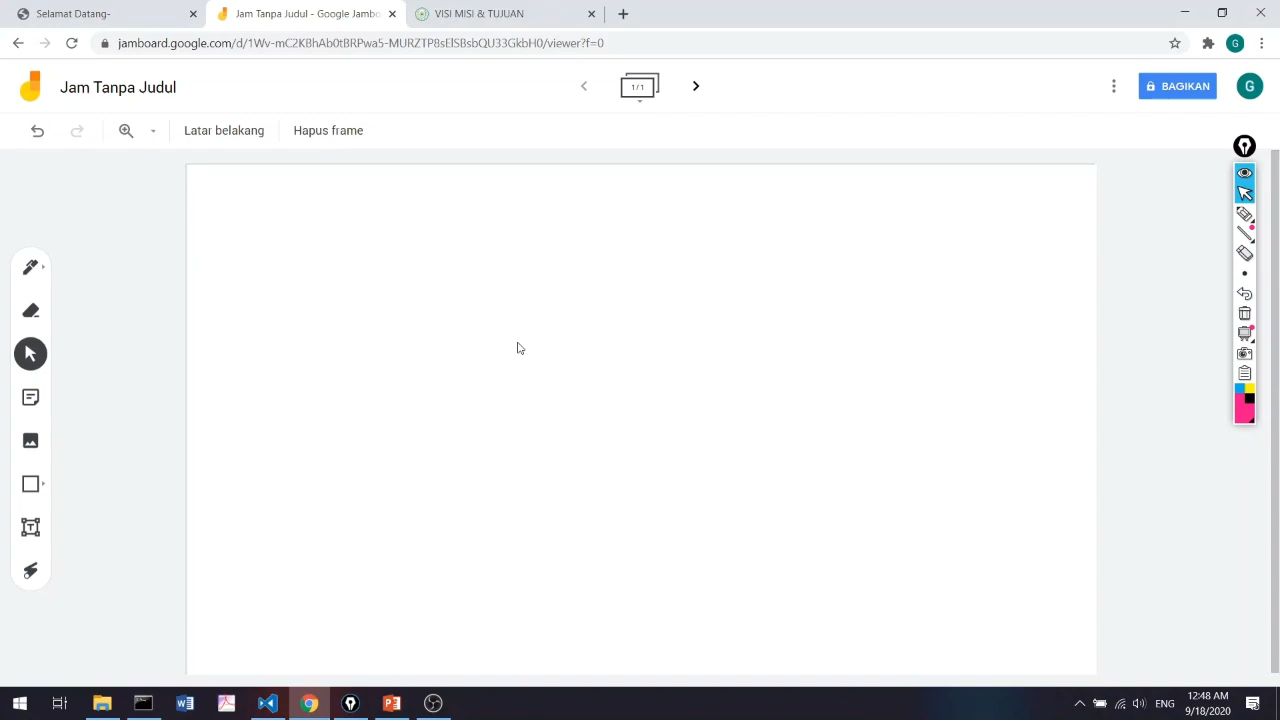 Selamat Datang-
Jam Tanpa Judul - Google Jambo
VISI MISI & TUJUAN
jamboard.google.com/d/1Wv-mC2KBhAb0tBRPwa5-MURZTP8sElSBsbQU33GkbH0/viewer?f=0
G
Jam Tanpa Judul
1/1
BAGIKAN
G
Latar belakang
Hapus frame
ENG
12:48 AM
9/18/2020